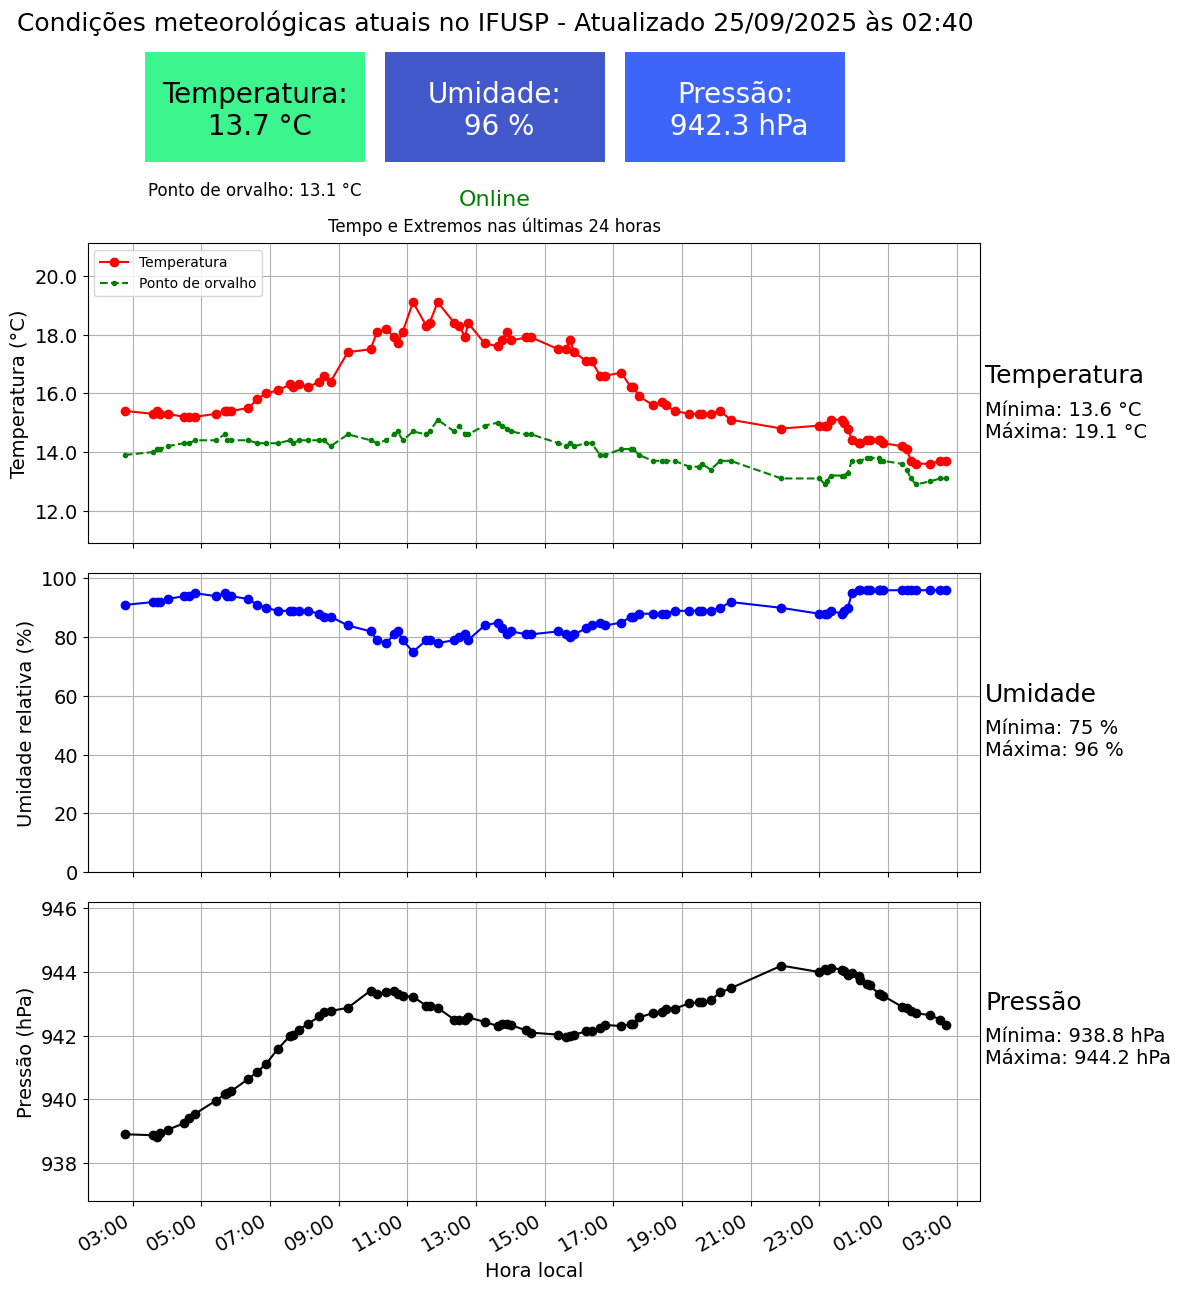 Condições meteorológicas atuais no IFUSP - Atualizado 25/09/2025 às 02:40
Temperatura:
13.7 °C
Umidade:
96 %
Pressão:
942.3 hPa
Ponto de orvalho: 13.1 °C
Online
Tempo e Extremos nas últimas 24 horas
Temperatura
Ponto de orvalho
Temperatura (°C)
20.0
18.0
16.0
14.0
12.0
Temperatura
Mínima: 13.6 °C
Máxima: 19.1 °C
Umidade relativa (%)
100
80
60
40
20
0
Umidade
Mínima: 75 %
Máxima: 96 %
Pressão (hPa)
946
944
942
940
938
Pressão
Mínima: 938.8 hPa
Máxima: 944.2 hPa
03:00 05:00 07:00 09:00 11:00 13:00 15:00 17:00 19:00 21:00 23:00 01:00 03:00
Hora local